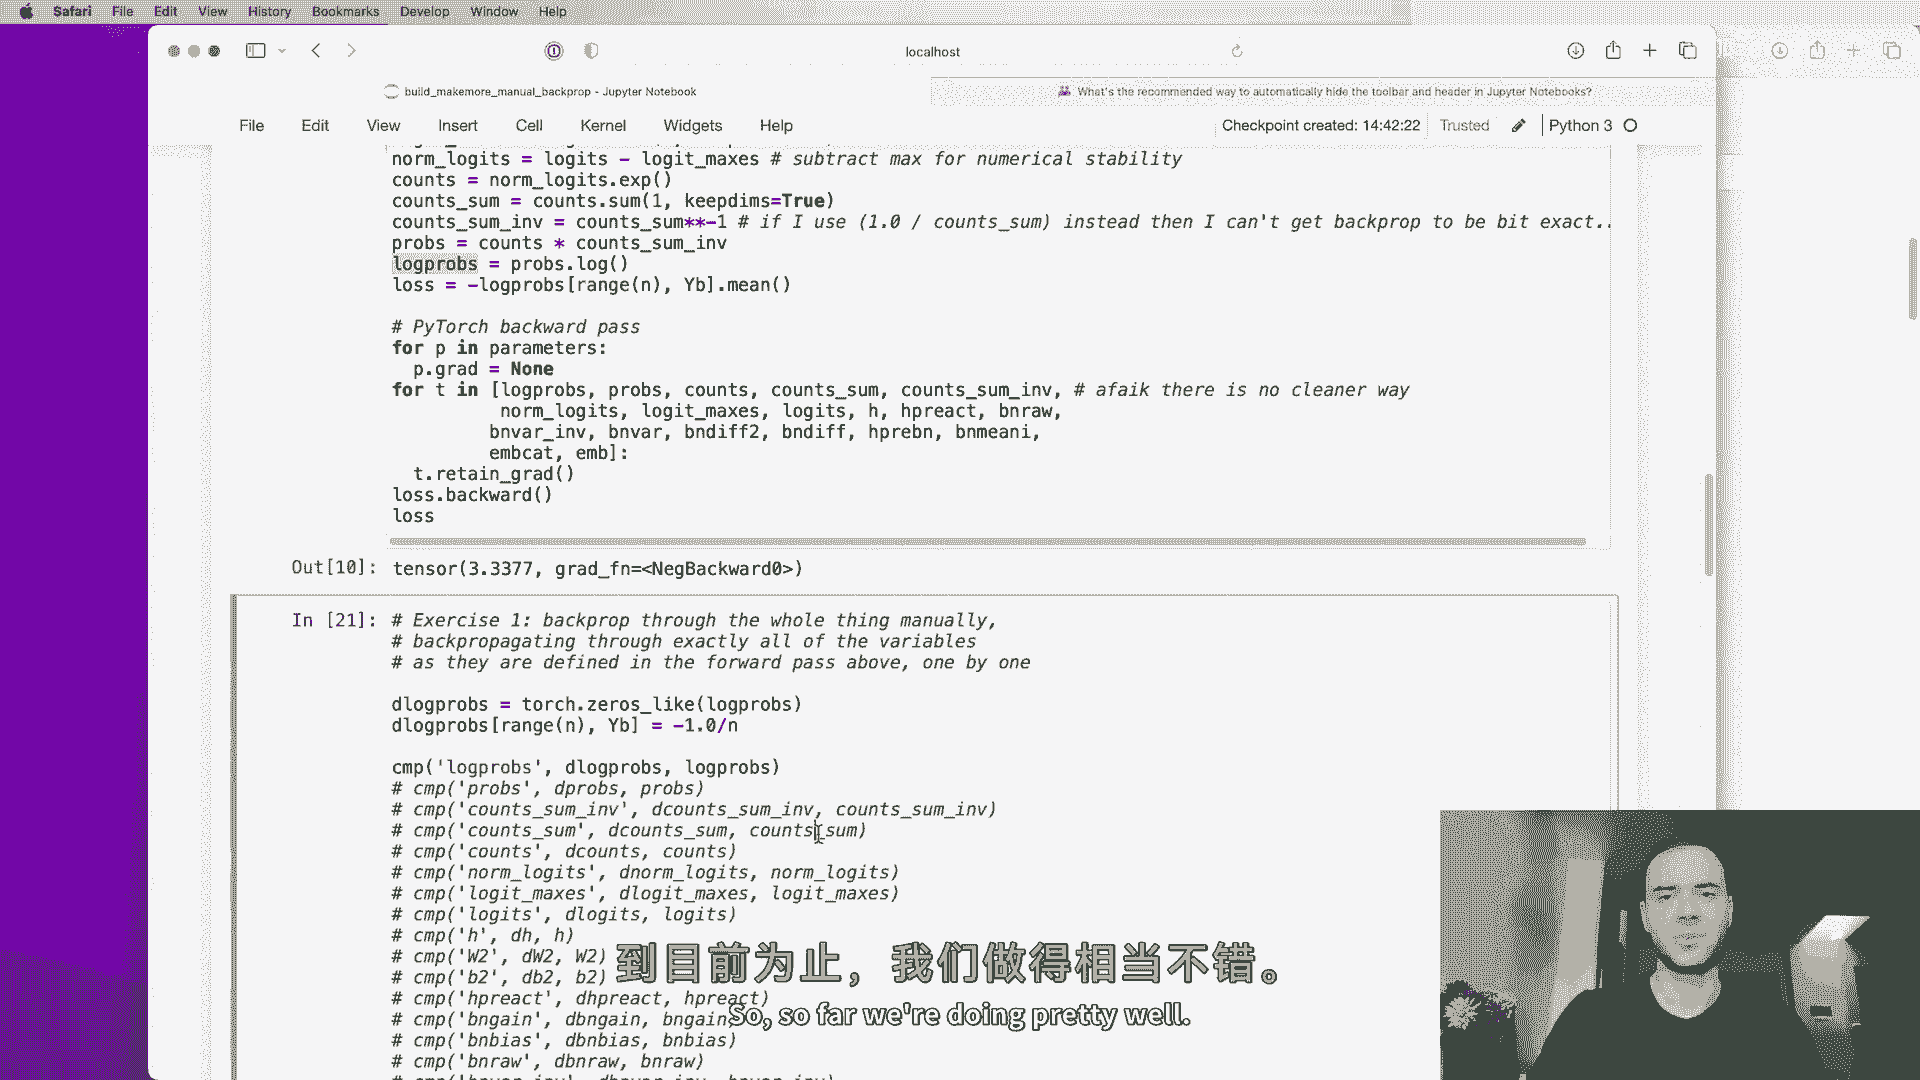 Safari File Edit View History Bookmarks Develop Window Help
localhost
build_makemore_manual_backprop - Jupyter Notebook
What's the recommended way to automatically hide the toolbar and header in Jupyter Notebooks?
File Edit View Insert Cell Kernel Widgets Help
Checkpoint created: 14:42:22 Trusted Python 3
norm_logits = logits - logit_maxes # subtract max for numerical stability
counts = norm_logits.exp()
counts_sum = counts.sum(1, keepdims=True)
counts_sum_inv = counts_sum**-1 # if I use (1.0 / counts_sum) instead then I can't get backprop to be bit exact..
probs = counts * counts_sum_inv
logprobs = probs.log()
loss = -logprobs[range(n), Yb].mean()
# PyTorch backward pass
for p in parameters:
p.grad = None
for t in [logprobs, probs, counts, counts_sum, counts_sum_inv, # afaik there is no cleaner way
norm_logits, logit_maxes, logits, h, hpreact, bnraw,
bnvar_inv, bnvar, bndiff2, bndiff, hprebn, bnmeani,
embcat, emb]:
t.retain_grad()
loss.backward()
loss
Out[10]: tensor(3.3377, grad_fn=<NegBackward0>)
In [21]: # Exercise 1: backprop through the whole thing manually,
# backpropagating through exactly all of the variables
# as they are defined in the forward pass above, one by one
dlogprobs = torch.zeros_like(logprobs)
dlogprobs[range(n), Yb] = -1.0/n
cmp('logprobs', dlogprobs, logprobs)
# cmp('probs', dprobs, probs)
# cmp('counts_sum_inv', dcounts_sum_inv, counts_sum_inv)
# cmp('counts_sum', dcounts_sum, counts_sum)
# cmp('counts', dcounts, counts)
# cmp('norm_logits', dnorm_logits, norm_logits)
# cmp('logit_maxes', dlogit_maxes, logit_maxes)
# cmp('logits', dlogits, logits)
# cmp('h', dh, h)
# cmp('W2', dW2, W2)
# cmp('b2', db2, b2)
# cmp('hpreact', dhpreact, hpreact)
# cmp('bngain', dbngain, bngain)
# cmp('bnbias', dbnbias, bnbias)
# cmp('bnraw', dbnraw, bnraw)
到目前为止，我们做得相当不错。
So, so far we're doing pretty well.